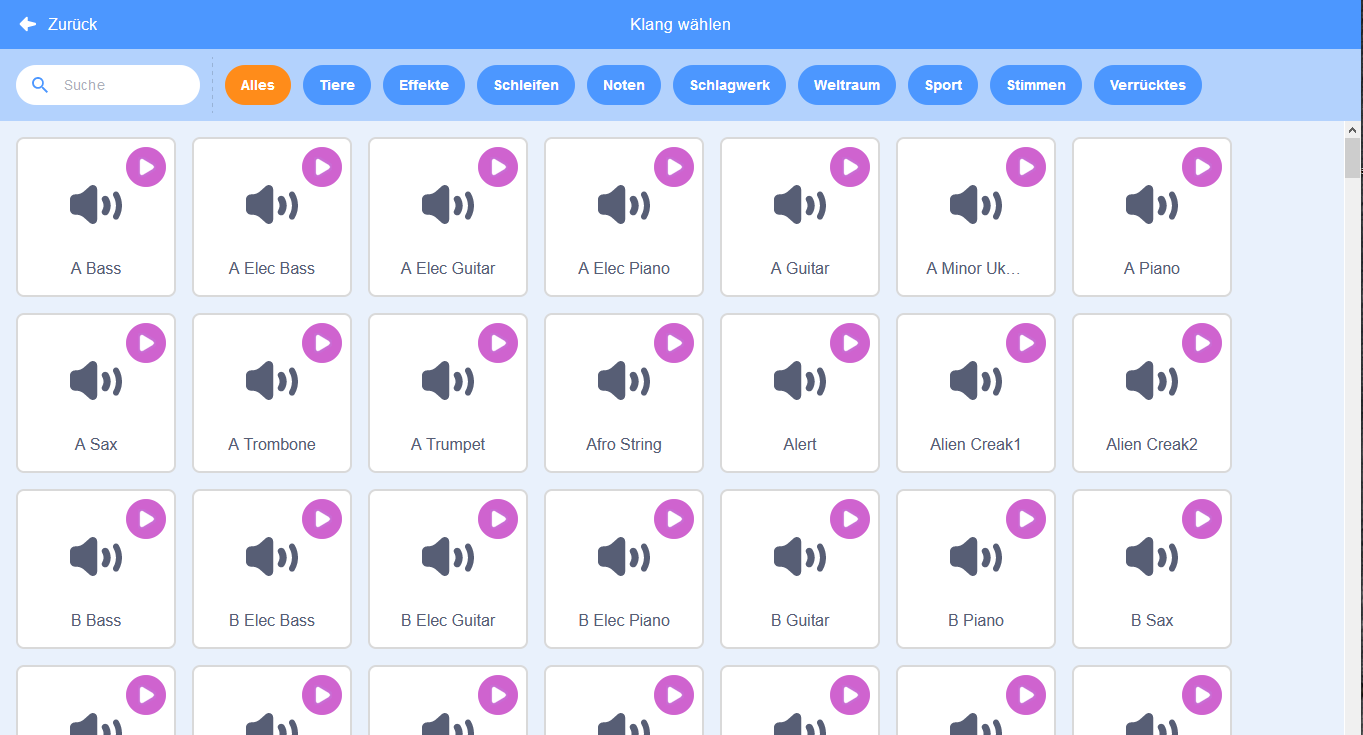 Zurück
Klang wählen
Suche
Alles
Tiere
Effekte
Schleifen
Noten
Schlagwerk
Weltraum
Sport
Stimmen
Verrücktes
A Bass
A Elec Bass
A Elec Guitar
A Elec Piano
A Guitar
A Minor Uk…
A Piano
A Sax
A Trombone
A Trumpet
Afro String
Alert
Alien Creak1
Alien Creak2
B Bass
B Elec Bass
B Elec Guitar
B Elec Piano
B Guitar
B Piano
B Sax